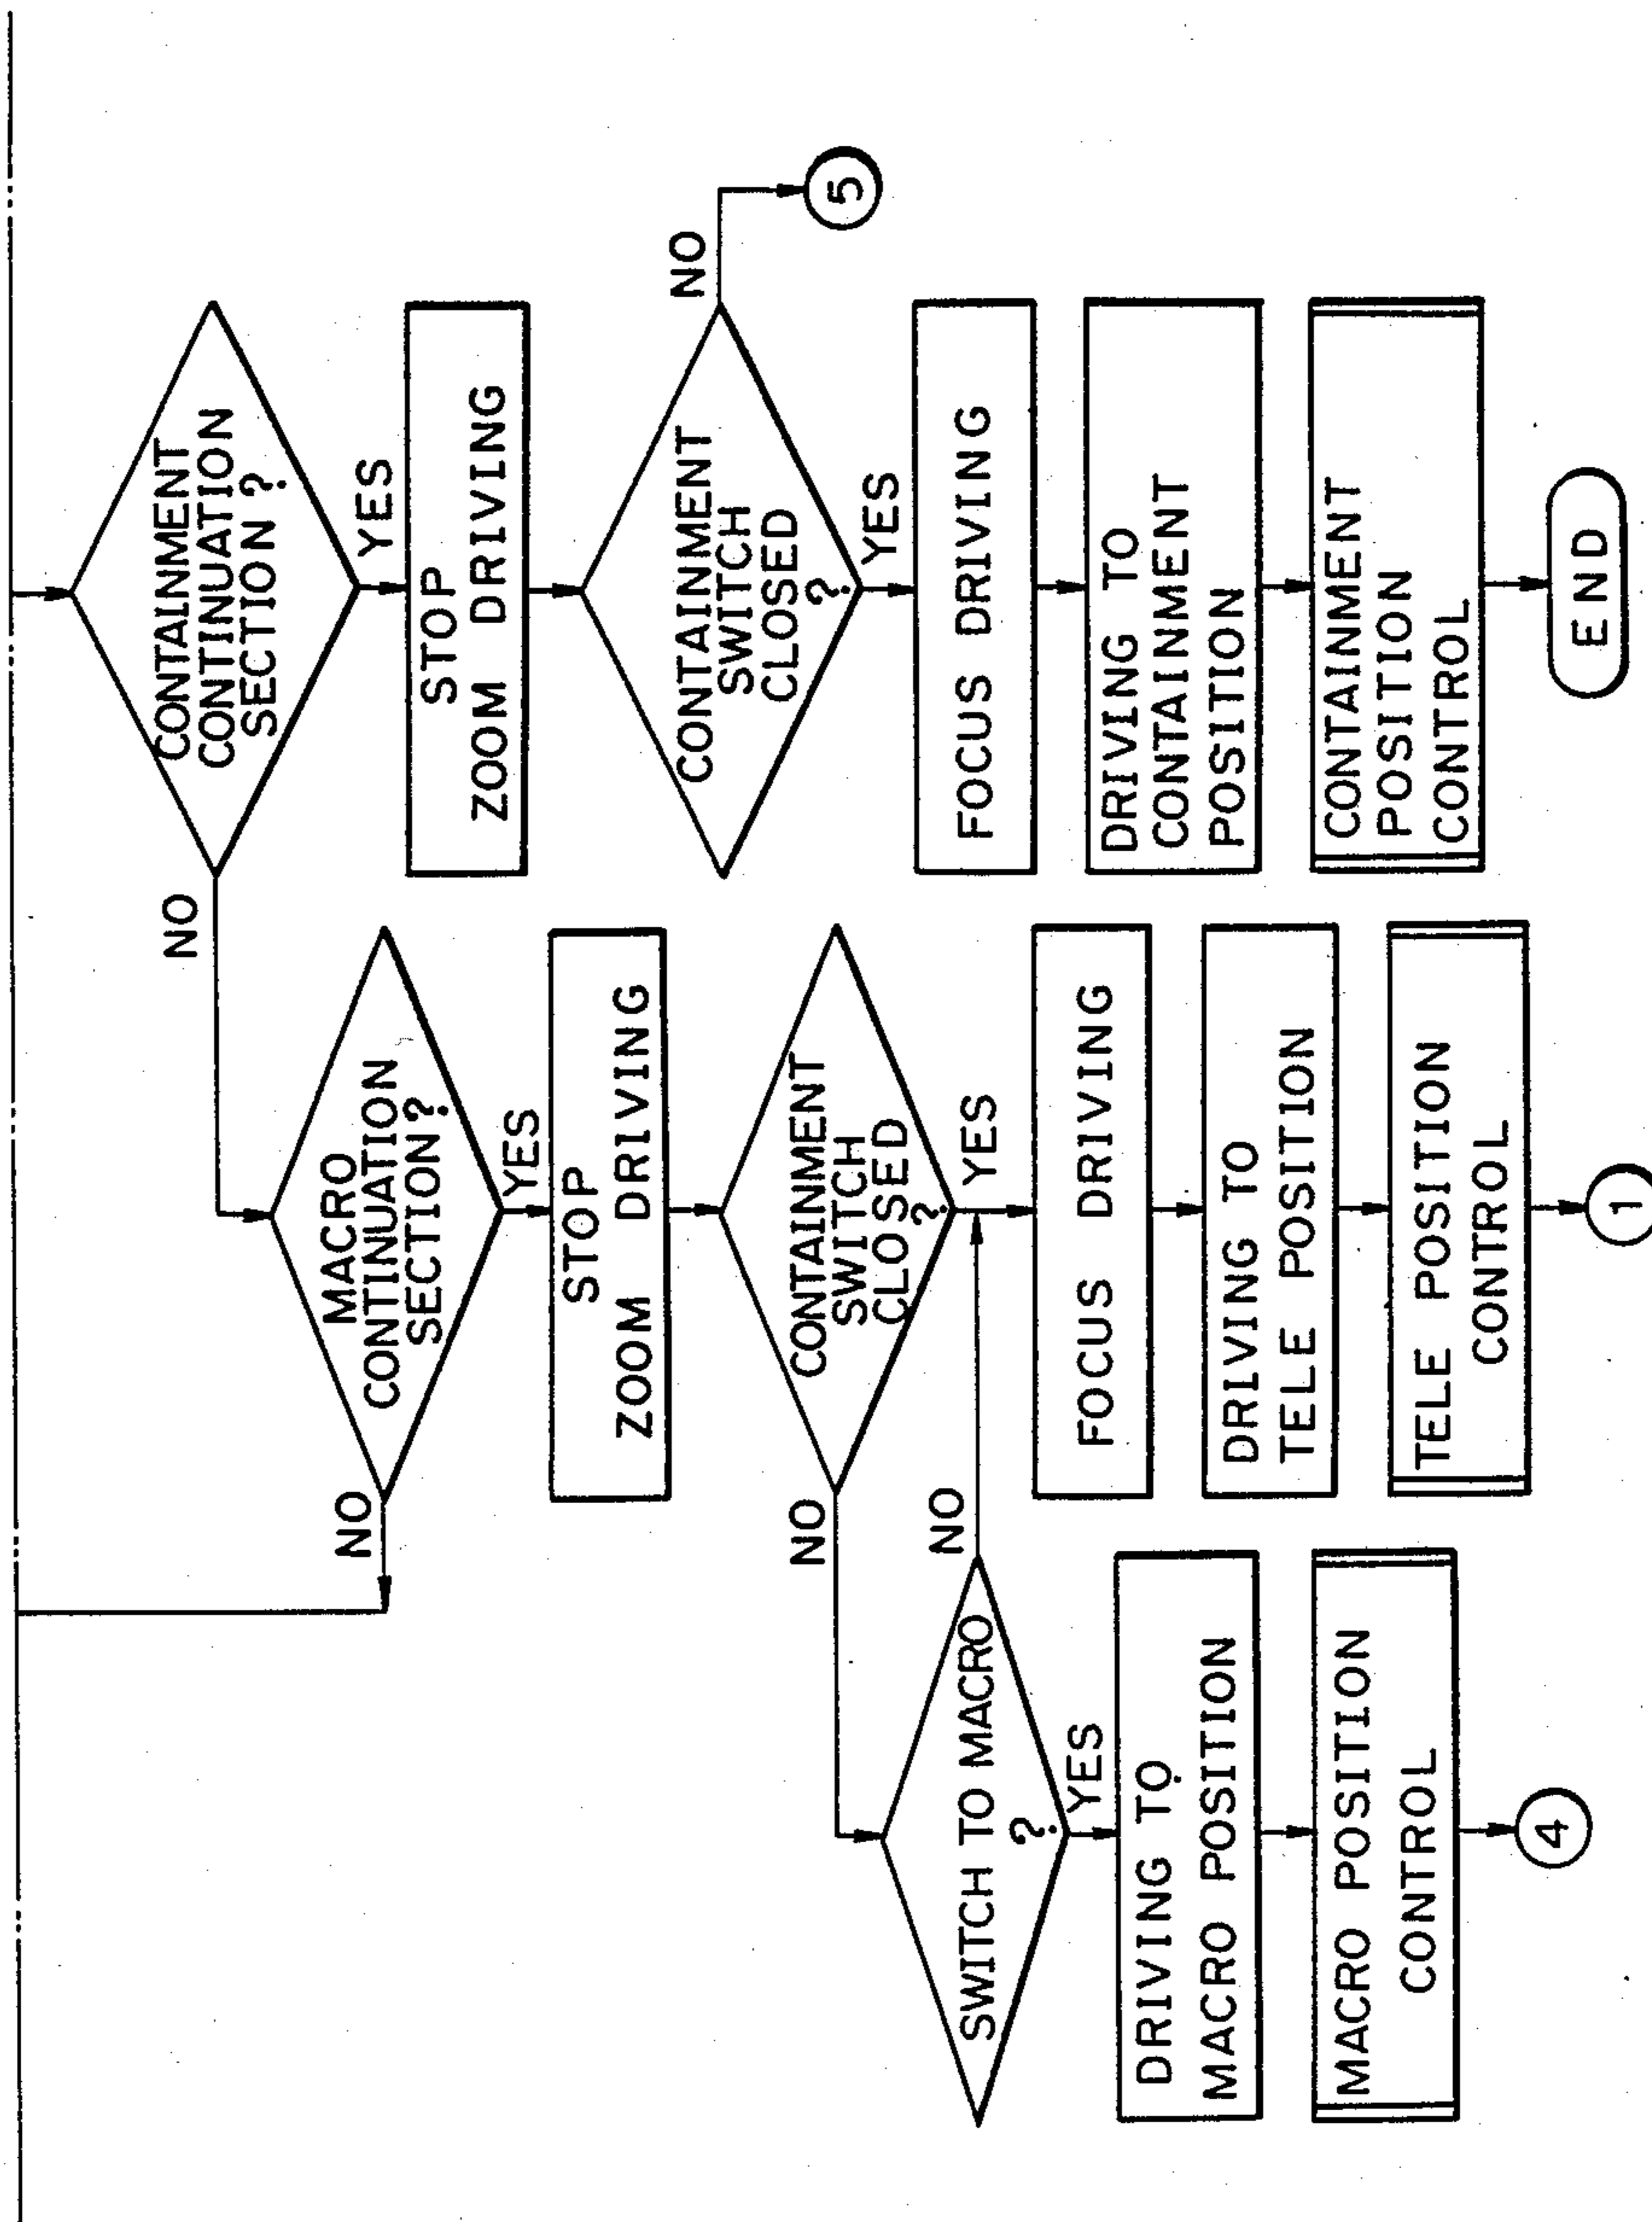 CONTAINMENT
CONTINUATION
SECTION ?
NO
YES
STOP
ZOOM DRIVING
CONTAINMENT
SWITCH
CLOSED
?
NO
5
YES
FOCUS DRIVING
DRIVING TO
CONTAINMENT
POSITION
CONTAINMENT
POSITION
CONTROL
END
MACRO
CONTINUATION
SECTION ?
NO
YES
STOP
ZOOM DRIVING
CONTAINMENT
SWITCH
CLOSED
?
NO
YES
FOCUS DRIVING
DRIVING TO
TELE POSITION
TELE POSITION
CONTROL
1
SWITCH TO MACRO
?
NO
YES
DRIVING TO
MACRO POSITION
MACRO POSITION
CONTROL
4